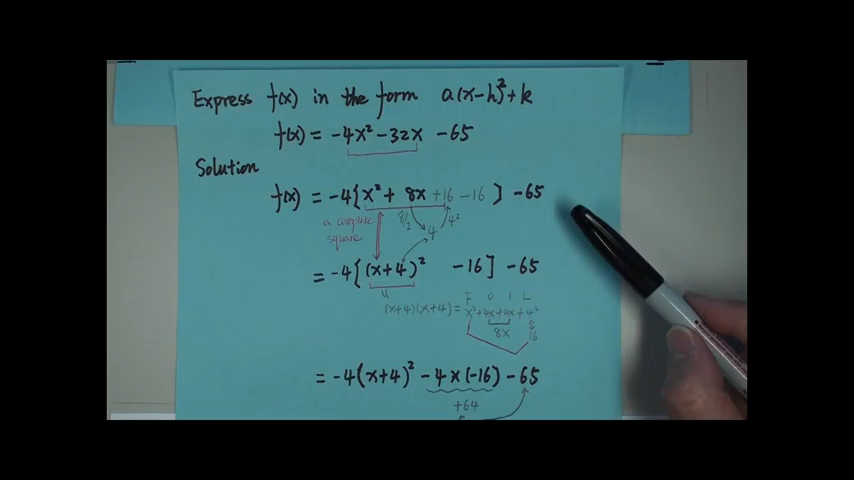 Express f(x) in the form a(x-h)²+k
f(x) = -4x² -32x -65
Solution
f(x) = -4[x² + 8x +16 -16] -65
a complete
square
8/2
4
4²
= -4[(x+4)² -16] -65
"
F O I L
(x+4)(x+4) = x²+4x+4x+4²
8x
16
= -4(x+4)² -4x(-16) -65
+64